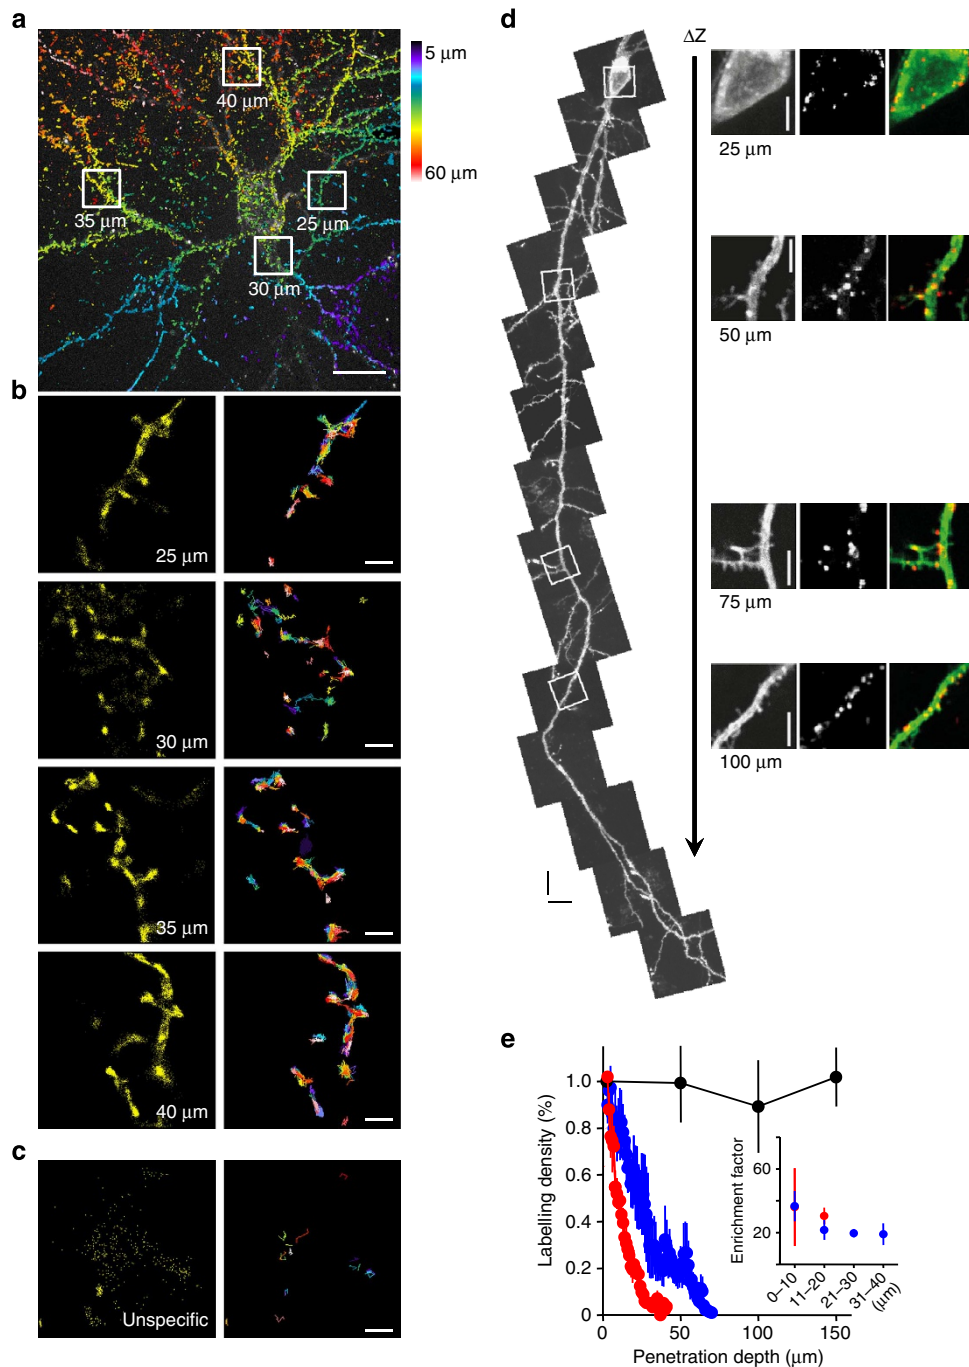 a
5 µm
60 µm
40 µm
35 µm
25 µm
30 µm
b
25 µm
30 µm
35 µm
40 µm
c
Unspecific
d
ΔZ
25 µm
50 µm
75 µm
100 µm
e
Labelling density (%)
1.0
0.8
0.6
0.4
0.2
0
0
50
100
150
Penetration depth (µm)
Enrichment factor
60
20
0–10
11–20
21–30
31–40
(µm)